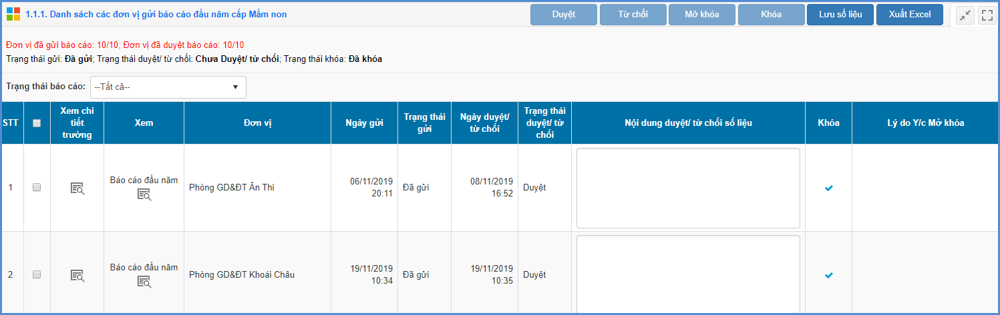 1.1.1. Danh sách các đơn vị gửi báo cáo đầu năm cấp Mầm non
Duyệt
Từ chối
Mở khóa
Khóa
Lưu số liệu
Xuất Excel
Đơn vị đã gửi báo cáo: 10/10; Đơn vị đã duyệt báo cáo: 10/10
Trạng thái gửi: Đã gửi; Trạng thái duyệt/ từ chối: Chưa Duyệt/ từ chối; Trạng thái khóa: Đã khóa
Trạng thái báo cáo:
--Tất cả--
STT
Xem chi
tiết
trường
Xem
Đơn vị
Ngày gửi
Trạng thái
gửi
Ngày duyệt/
từ chối
Trạng thái
duyệt/ từ
chối
Nội dung duyệt/ từ chối số liệu
Khóa
Lý do Y/c Mở khóa
1
Báo cáo đầu năm
Phòng GD&ĐT Ân Thi
06/11/2019
20:11
Đã gửi
08/11/2019
16:52
Duyệt
2
Báo cáo đầu năm
Phòng GD&ĐT Khoái Châu
19/11/2019
10:34
Đã gửi
19/11/2019
10:35
Duyệt